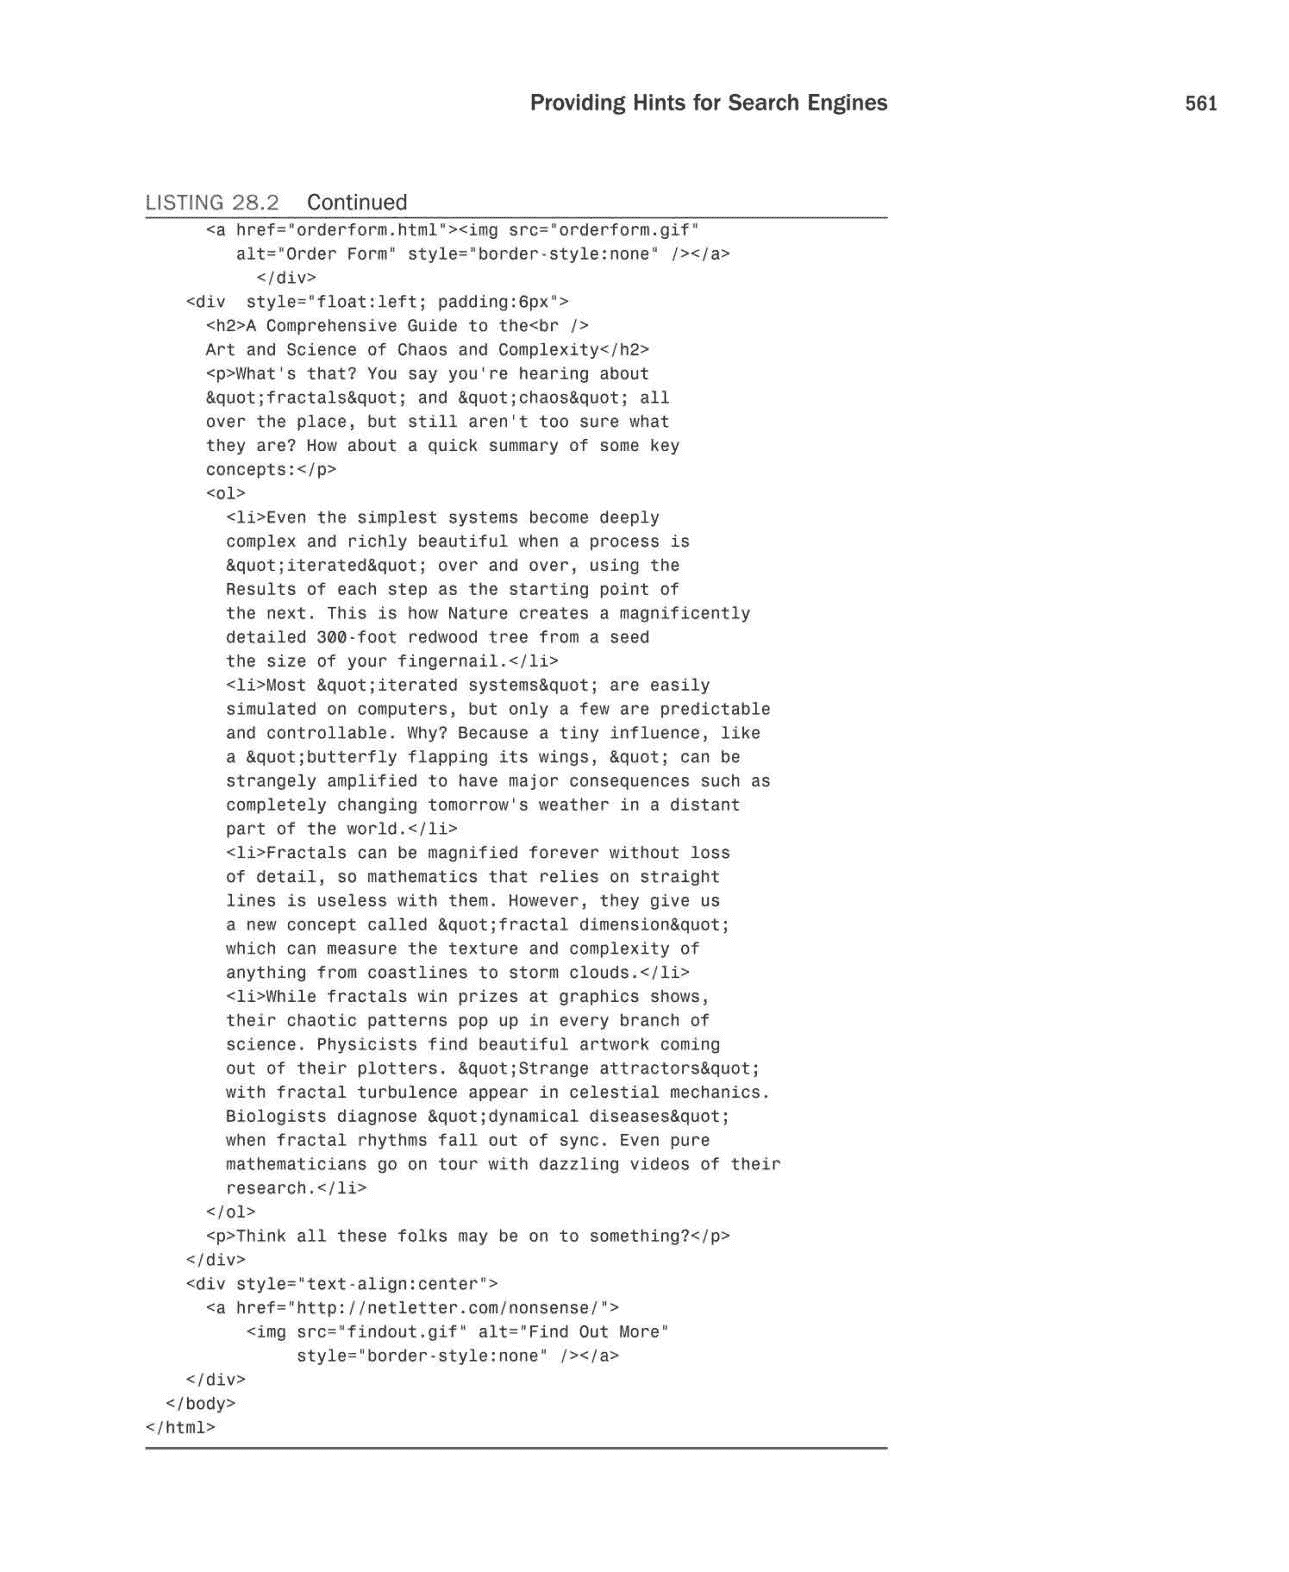 Providing Hints for Search Engines 561
LISTING 28.2 Continued
<a href="orderform.html"><img src="orderform.gif"
alt="Order Form" style="border-style:none" /></a>
</div>
<div style="float:left; padding:6px">
<h2>A Comprehensive Guide to the<br />
Art and Science of Chaos and Complexity</h2>
<p>What's that? You say you're hearing about
&quot;fractals&quot; and &quot;chaos&quot; all
over the place, but still aren't too sure what
they are? How about a quick summary of some key
concepts:</p>
<ol>
<li>Even the simplest systems become deeply
complex and richly beautiful when a process is
&quot;iterated&quot; over and over, using the
Results of each step as the starting point of
the next. This is how Nature creates a magnificently
detailed 300-foot redwood tree from a seed
the size of your fingernail.</li>
<li>Most &quot;iterated systems&quot; are easily
simulated on computers, but only a few are predictable
and controllable. Why? Because a tiny influence, like
a &quot;butterfly flapping its wings, &quot; can be
strangely amplified to have major consequences such as
completely changing tomorrow's weather in a distant
part of the world.</li>
<li>Fractals can be magnified forever without loss
of detail, so mathematics that relies on straight
lines is useless with them. However, they give us
a new concept called &quot;fractal dimension&quot;
which can measure the texture and complexity of
anything from coastlines to storm clouds.</li>
<li>While fractals win prizes at graphics shows,
their chaotic patterns pop up in every branch of
science. Physicists find beautiful artwork coming
out of their plotters. &quot;Strange attractors&quot;
with fractal turbulence appear in celestial mechanics.
Biologists diagnose &quot;dynamical diseases&quot;
when fractal rhythms fall out of sync. Even pure
mathematicians go on tour with dazzling videos of their
research.</li>
</ol>
<p>Think all these folks may be on to something?</p>
</div>
<div style="text-align:center">
<a href="http://netletter.com/nonsense/">
<img src="findout.gif" alt="Find Out More"
style="border-style:none" /></a>
</div>
</body>
</html>